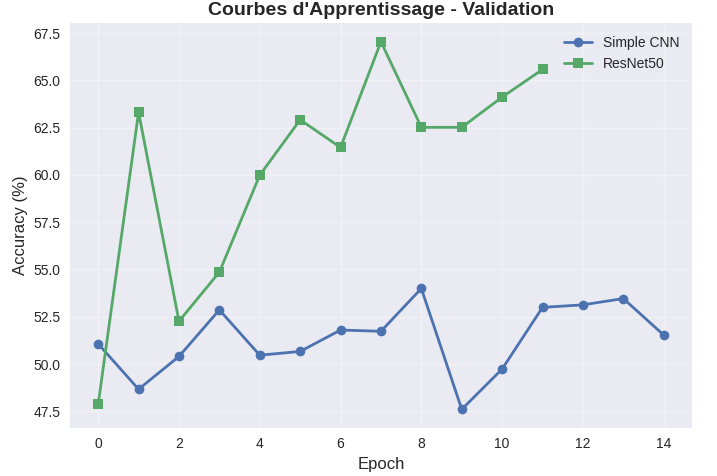 Courbes d'Apprentissage - Validation
Simple CNN
ResNet50
Accuracy (%)
67.5
65.0
62.5
60.0
57.5
55.0
52.5
50.0
47.5
0 2 4 6 8 10 12 14
Epoch